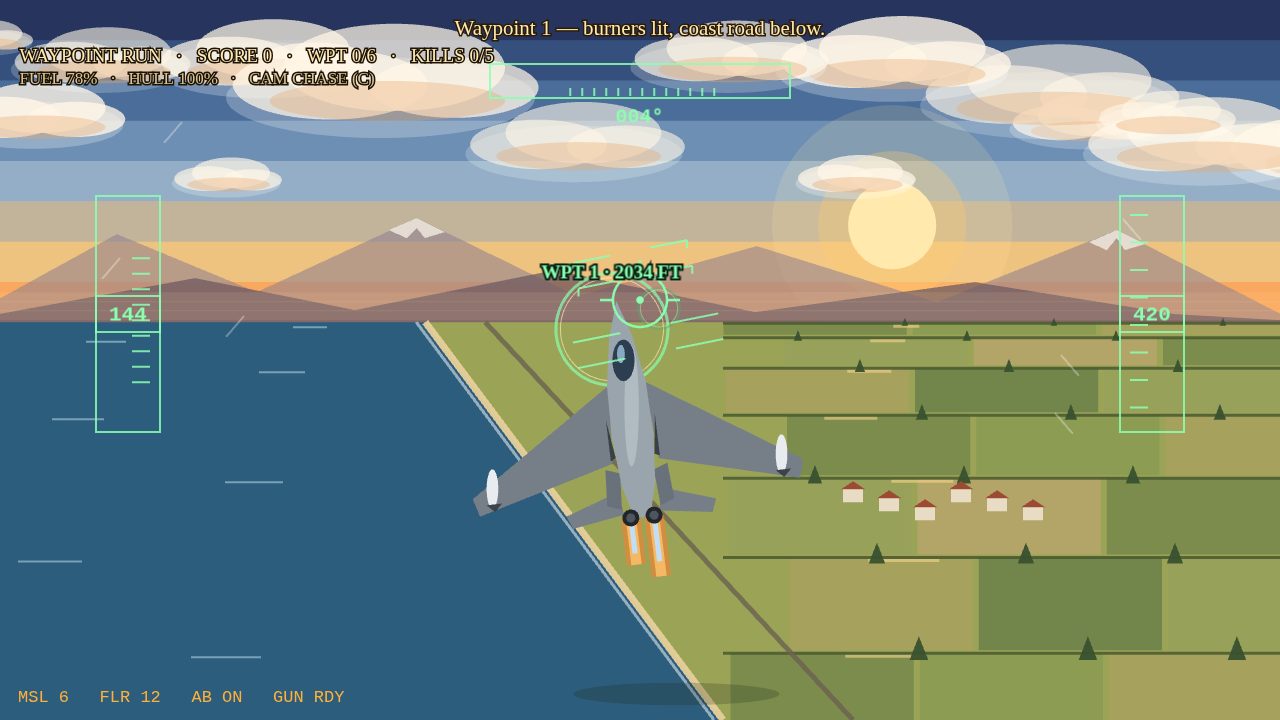 Waypoint 1 — burners lit, coast road below.
WAYPOINT RUN · SCORE 0 · WPT 0/6 · KILLS 0/5
FUEL 78% · HULL 100% · CAM CHASE (C)
004°
WPT 1 · 2034 FT
144
420
MSL 6 FLR 12 AB ON GUN RDY